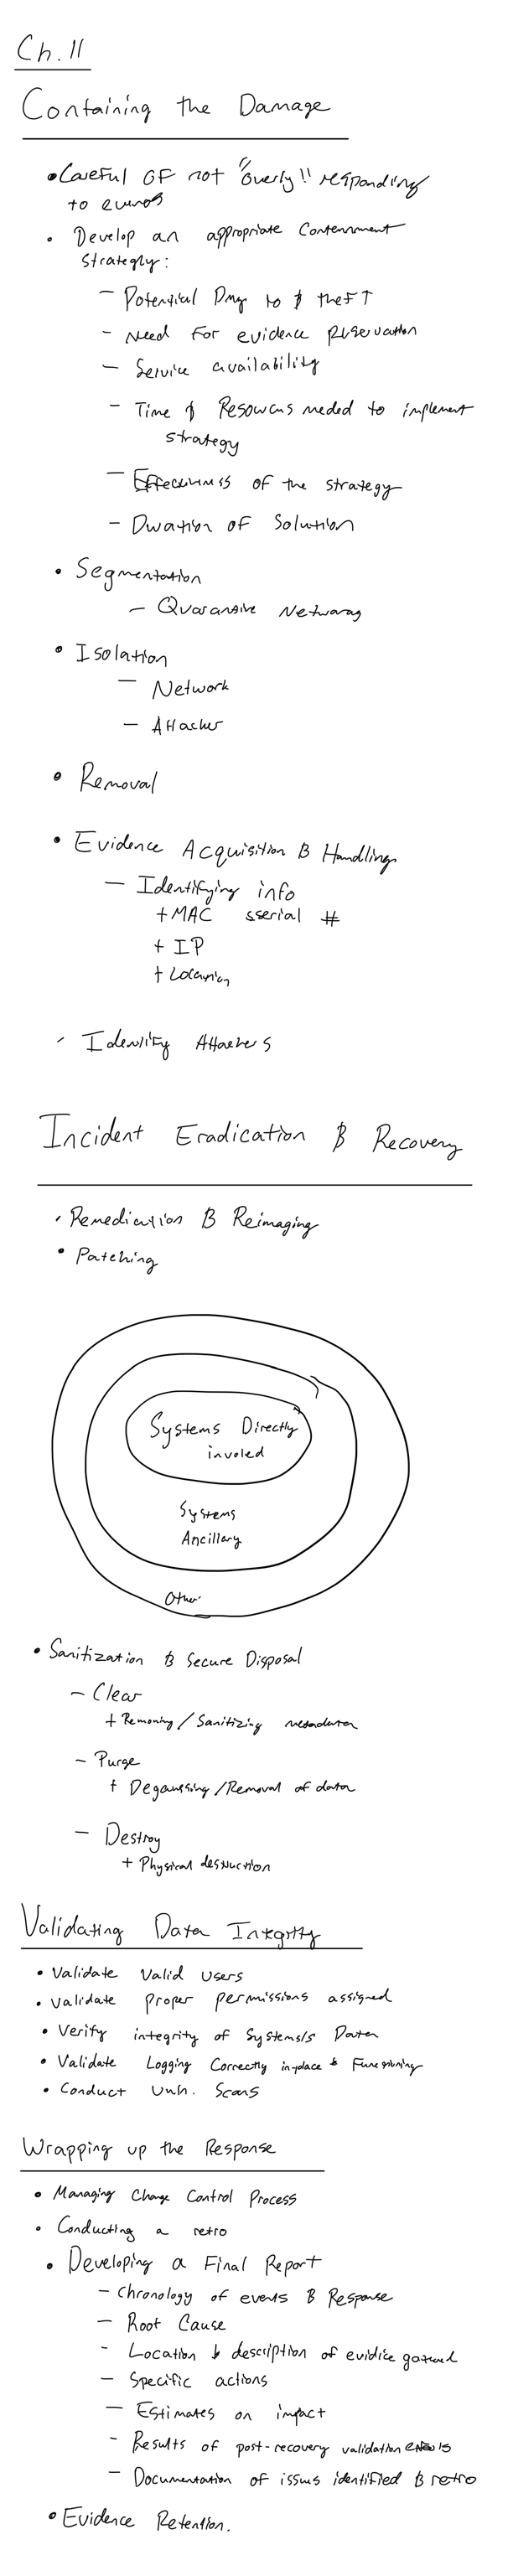 Ch.11
Containing the Damage
• Careful of not "overly" responding
to events
• Develop an appropriate Containment
strategly:
- Potential Dmg to & theft
- Need for evidence preservation
- Service availability
- Time & Resources needed to implement
strategy
- Effectiveness of the strategy
- Duration of Solution
• Segmentation
- Quarantine Networks
• Isolation
- Network
- Attacker
• Removal
• Evidence Acquisition & Handling
- Identifying info
+ MAC sserial #
+ IP
+ Location
• Identify Attackers
Incident Eradication & Recovery
• Remediation & Reimaging
• Patching
Systems Directly
involed
Systems
Ancillary
Other
• Sanitization & Secure Disposal
- Clear
+ Removing / Sanitizing metadata
- Purge
+ Degaussing / Removal of data
- Destroy
+ Physical destruction
Validating Data Integrity
• Validate Valid Users
• Validate proper permissions assigned
• Verify integrity of Systems/s Data
• Validate Logging Correctly in-place & Functioning
• Conduct Vuln. Scans
Wrapping up the Response
• Managing Change Control Process
• Conducting a retro
• Developing a Final Report
- Chronology of events & Response
- Root Cause
- Location & description of evidice
- Specific actions
- Estimates on impact
- Results of post-recovery validation
- Documentation of issues identified & retro
• Evidence Retention.